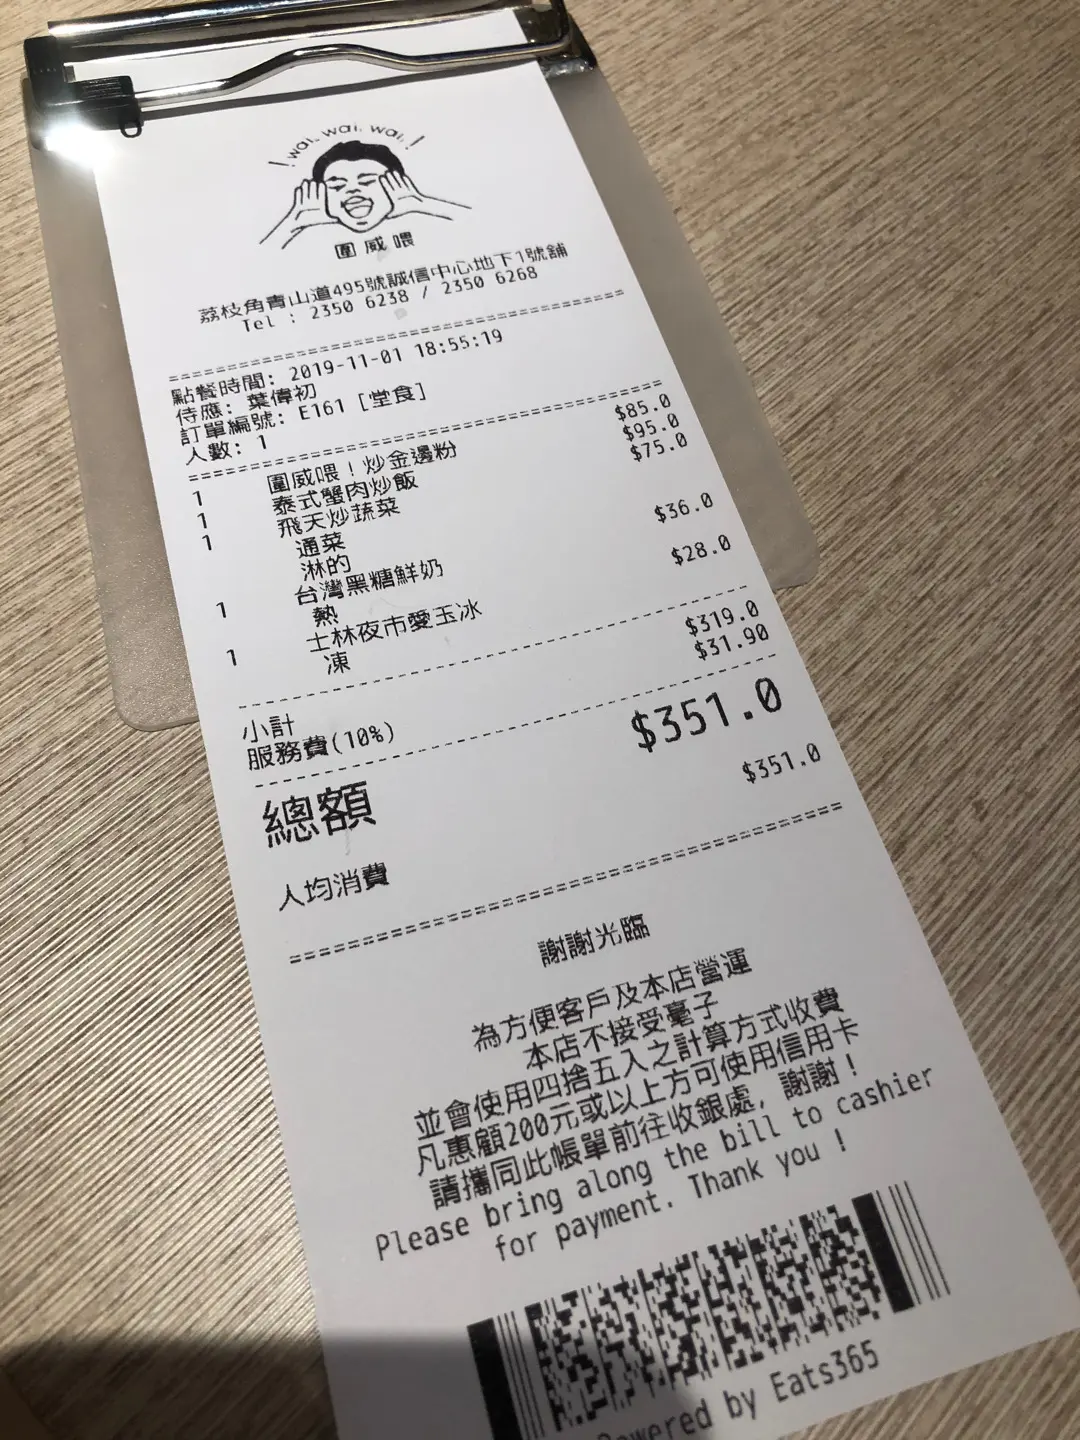 ! wai. wai. wai. !
圍威喂
荔枝角青山道495號誠信中心地下1號舖
Tel : 2350 6238 / 2350 6268
點餐時間: 2019-11-01 18:55:19
侍應: 葉偉初
訂單編號: E161 [堂食]
人數: 1
1 圍威喂！炒金邊粉 $85.0
1 泰式蟹肉炒飯 $95.0
1 飛天炒蔬菜 $75.0
通菜
淋的
1 台灣黑糖鮮奶 $36.0
熱
1 士林夜市愛玉冰 $28.0
凍
小計 $319.0
服務費(10%) $31.90
總額 $351.0
人均消費 $351.0
謝謝光臨
為方便客戶及本店營運
本店不接受毫子
並會使用四捨五入之計算方式收費
凡惠顧200元或以上方可使用信用卡
請攜同此帳單前往收銀處, 謝謝！
Please bring along the bill to cashier
for payment. Thank you !
Powered by Eats365